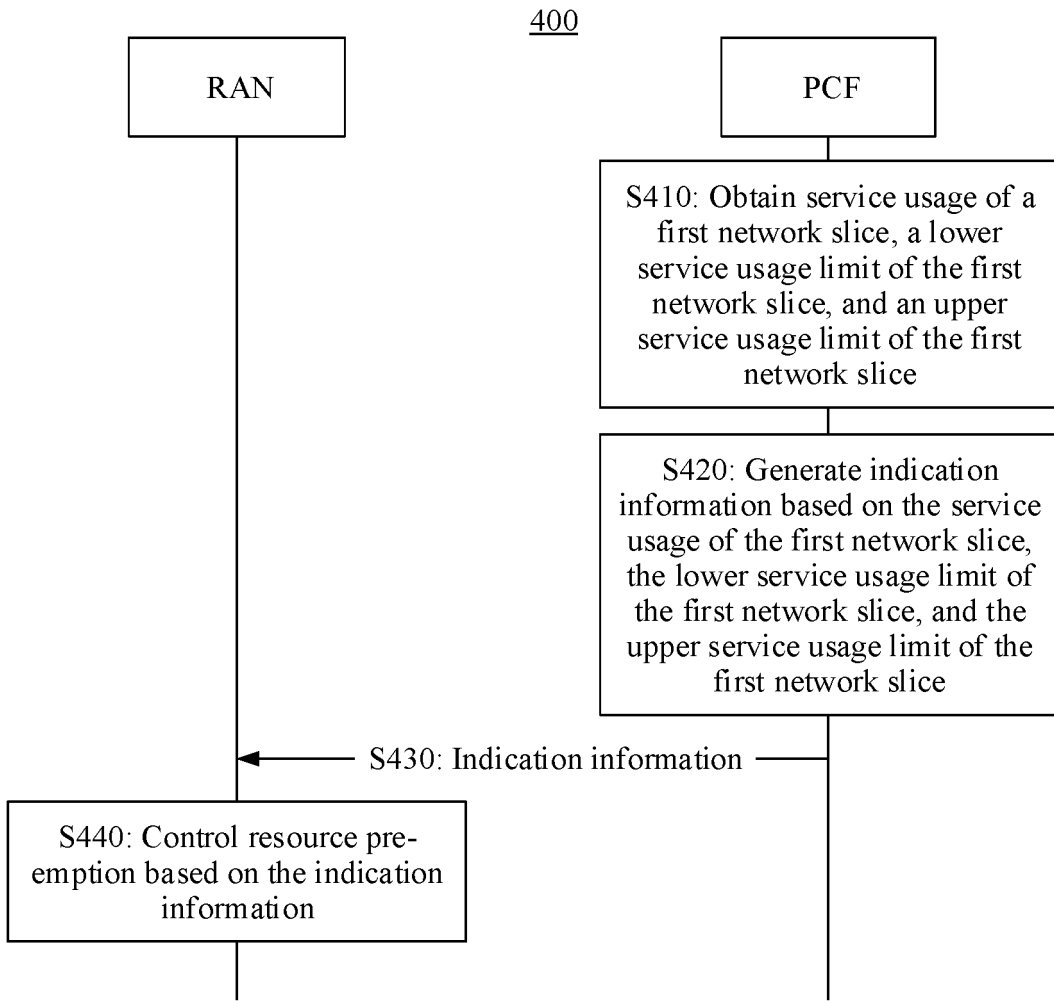 400
RAN
PCF
S410: Obtain service usage of a
first network slice, a lower
service usage limit of the first
network slice, and an upper
service usage limit of the first
network slice
S420: Generate indication
information based on the service
usage of the first network slice,
the lower service usage limit of
the first network slice, and the
upper service usage limit of the
first network slice
S430: Indication information
S440: Control resource pre-
emption based on the indication
information